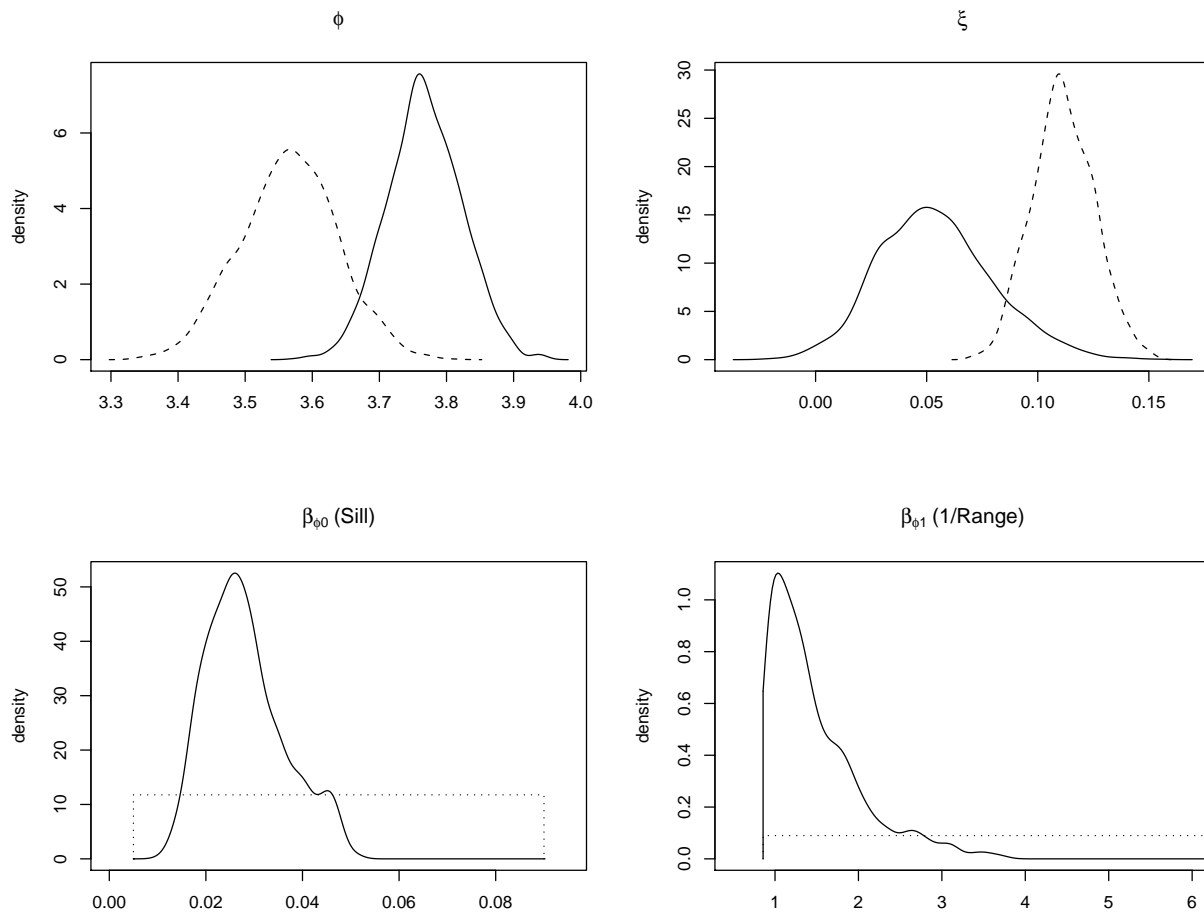 φ
density
0 2 4 6
3.3 3.4 3.5 3.6 3.7 3.8 3.9 4.0
ξ
density
0 5 10 15 20 25 30
0.00 0.05 0.10 0.15
βφ0 (Sill)
density
0 10 20 30 40 50
0.00 0.02 0.04 0.06 0.08
βφ1 (1/Range)
density
0.0 0.2 0.4 0.6 0.8 1.0
1 2 3 4 5 6